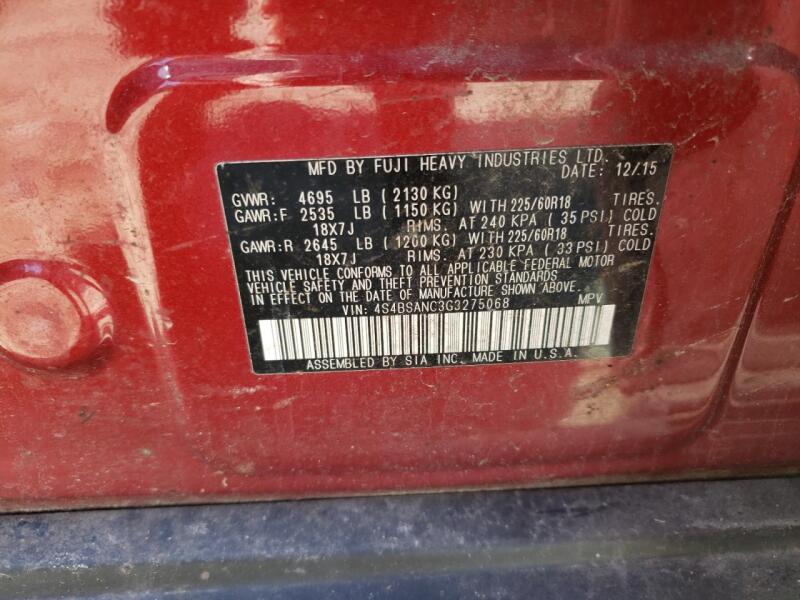 MFD BY FUJI HEAVY INDUSTRIES LTD.
DATE: 12/15
GVWR: 4695 LB (2130 KG)
GAWR:F 2535 LB (1150 KG) WITH 225/60R18 TIRES.
18X7J RIMS. AT 240 KPA (35 PSI) COLD
GAWR:R 2645 LB (1200 KG) WITH 225/60R18 TIRES.
18X7J RIMS. AT 230 KPA (33 PSI) COLD
THIS VEHICLE CONFORMS TO ALL APPLICABLE FEDERAL MOTOR
VEHICLE SAFETY AND THEFT PREVENTION STANDARDS
IN EFFECT ON THE DATE OF MANUFACTURE SHOWN ABOVE.
VIN: 4S4BSANC3G3275068 MPV
ASSEMBLED BY SIA INC. MADE IN U.S.A.